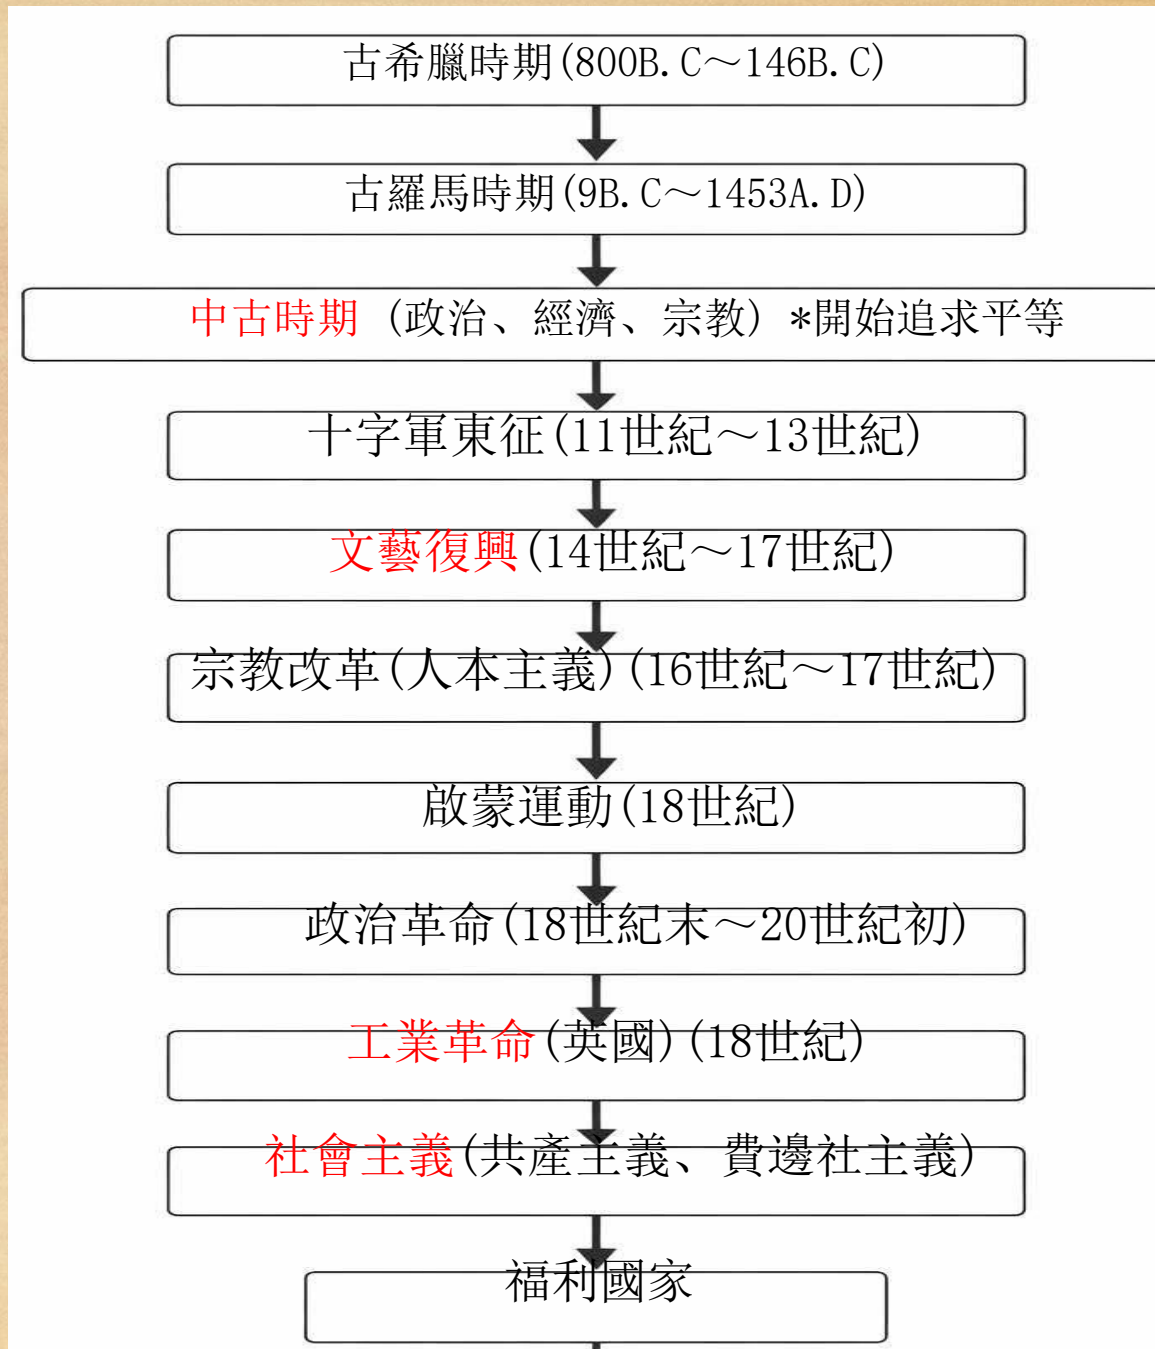 古希臘時期(800B.C～146B.C)
古羅馬時期(9B.C～1453A.D)
中古時期 (政治、經濟、宗教) *開始追求平等
十字軍東征(11世紀～13世紀)
文藝復興(14世紀～17世紀)
宗教改革(人本主義)(16世紀～17世紀)
啟蒙運動(18世紀)
政治革命(18世紀末～20世紀初)
工業革命(英國)(18世紀)
社會主義(共產主義、費邊社主義)
福利國家